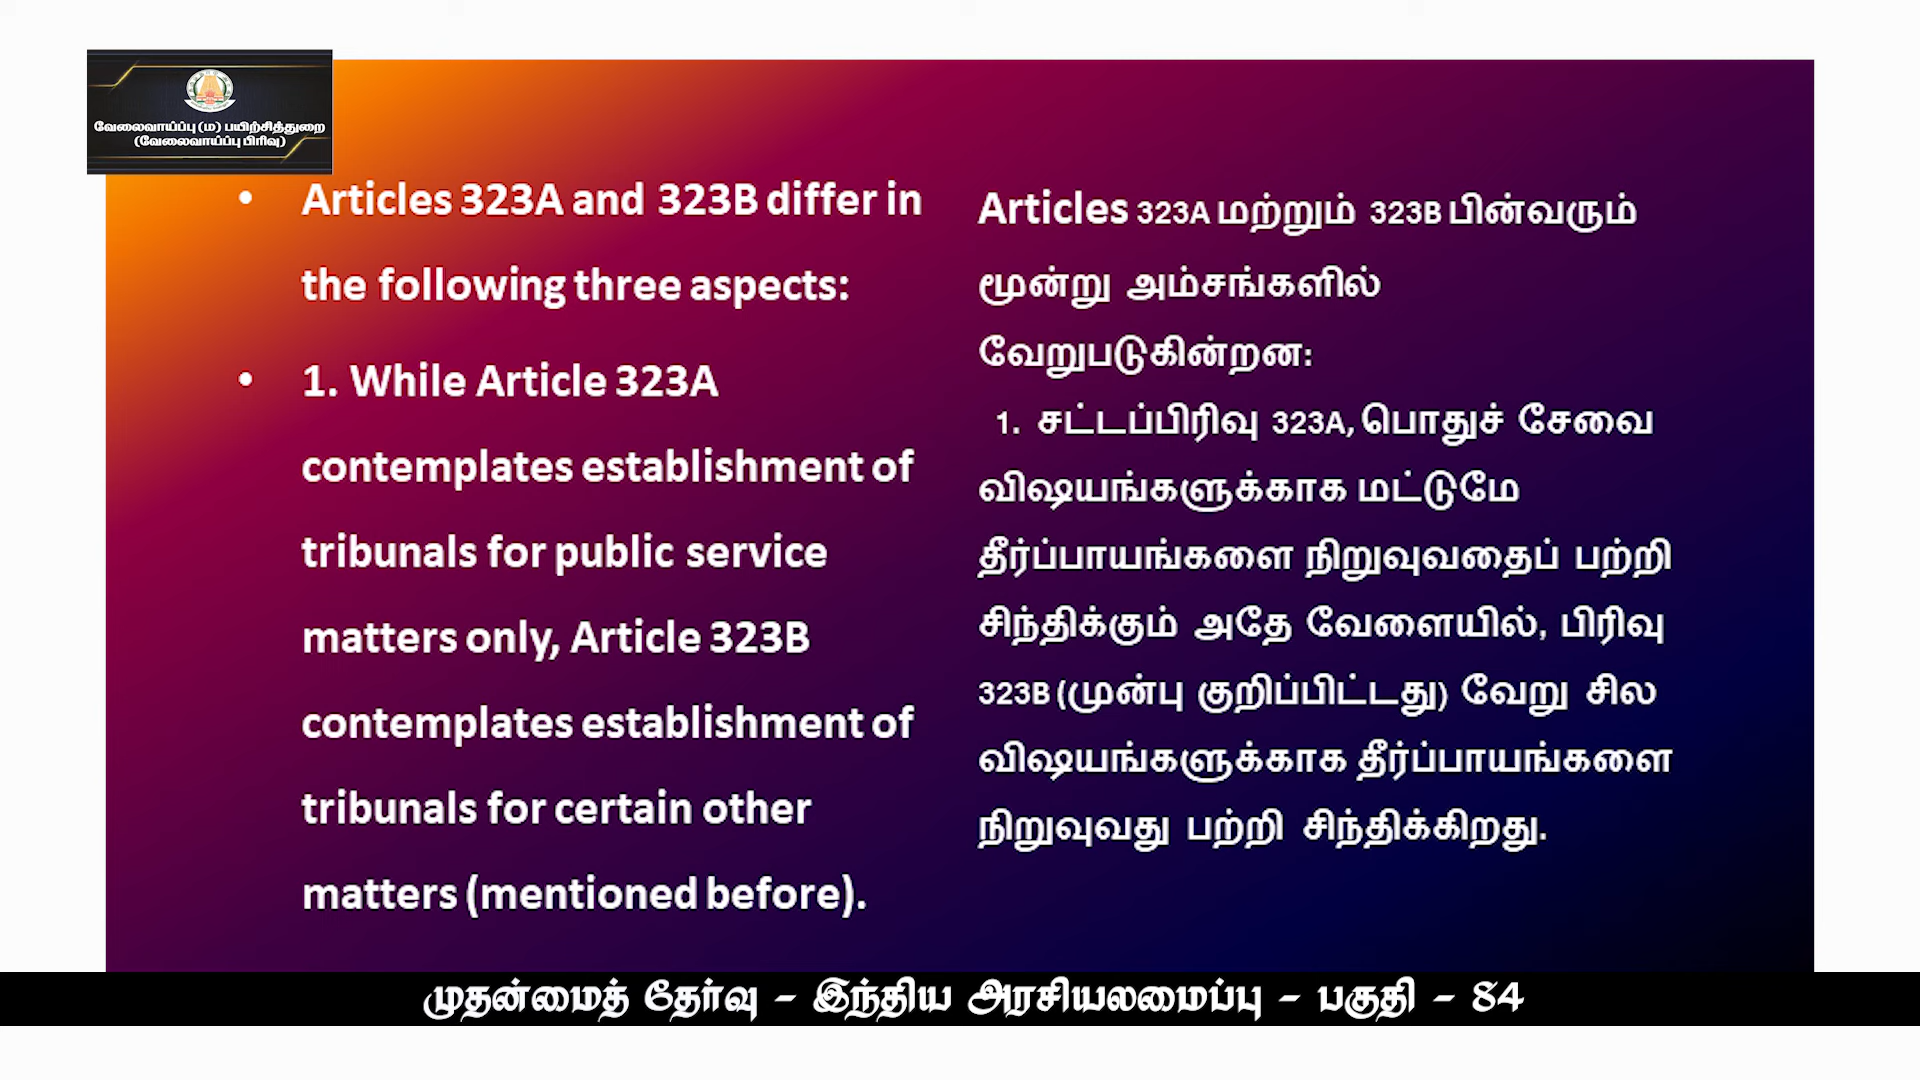 வேலைவாய்ப்பு (ம) பயிற்சித்துறை
(வேலைவாய்ப்பு பிரிவு)
• Articles 323A and 323B differ in
the following three aspects:
• 1. While Article 323A
contemplates establishment of
tribunals for public service
matters only, Article 323B
contemplates establishment of
tribunals for certain other
matters (mentioned before).
Articles 323A மற்றும் 323B பின்வரும்
மூன்று அம்சங்களில்
வேறுபடுகின்றன:
1. சட்டப்பிரிவு 323A, பொதுச் சேவை
விஷயங்களுக்காக மட்டுமே
தீர்ப்பாயங்களை நிறுவுவதைப் பற்றி
சிந்திக்கும் அதே வேளையில், பிரிவு
323B (முன்பு குறிப்பிட்டது) வேறு சில
விஷயங்களுக்காக தீர்ப்பாயங்களை
நிறுவுவது பற்றி சிந்திக்கிறது.
முதன்மைத் தேர்வு - இந்திய அரசியலமைப்பு - பகுதி - 84